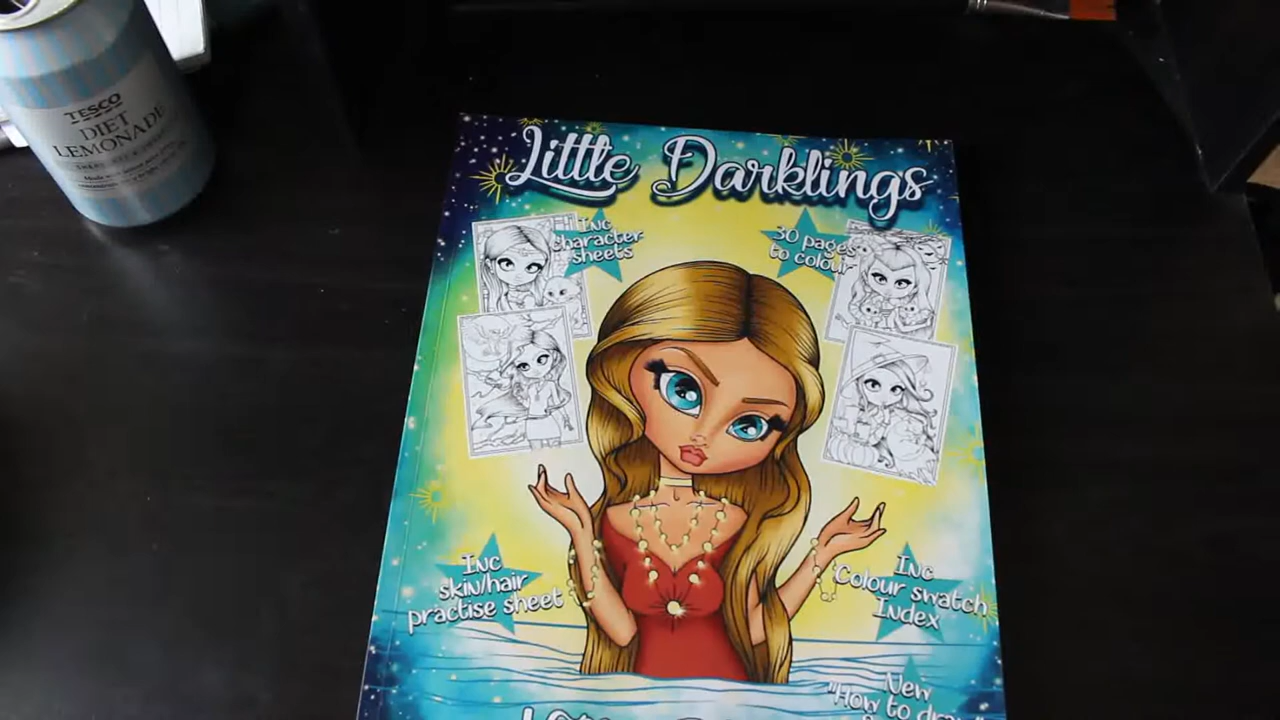 TESCO
DIET
LEMONADE
Little Darklings
Inc
character
sheets
30 pages
to colour
Inc
skin/hair
practise sheet
Inc
Colour swatch
Index
New
"How to draw"